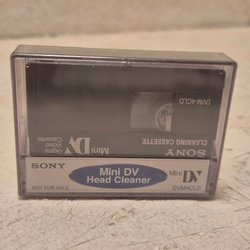 DVM-4CLD
CLEANING CASSETTE
SONY
Mini
DV
Digital
Video
Cassette
SONY
Mini DV
Head Cleaner
Mini DV
NOT FOR SALE
DVM4CLD